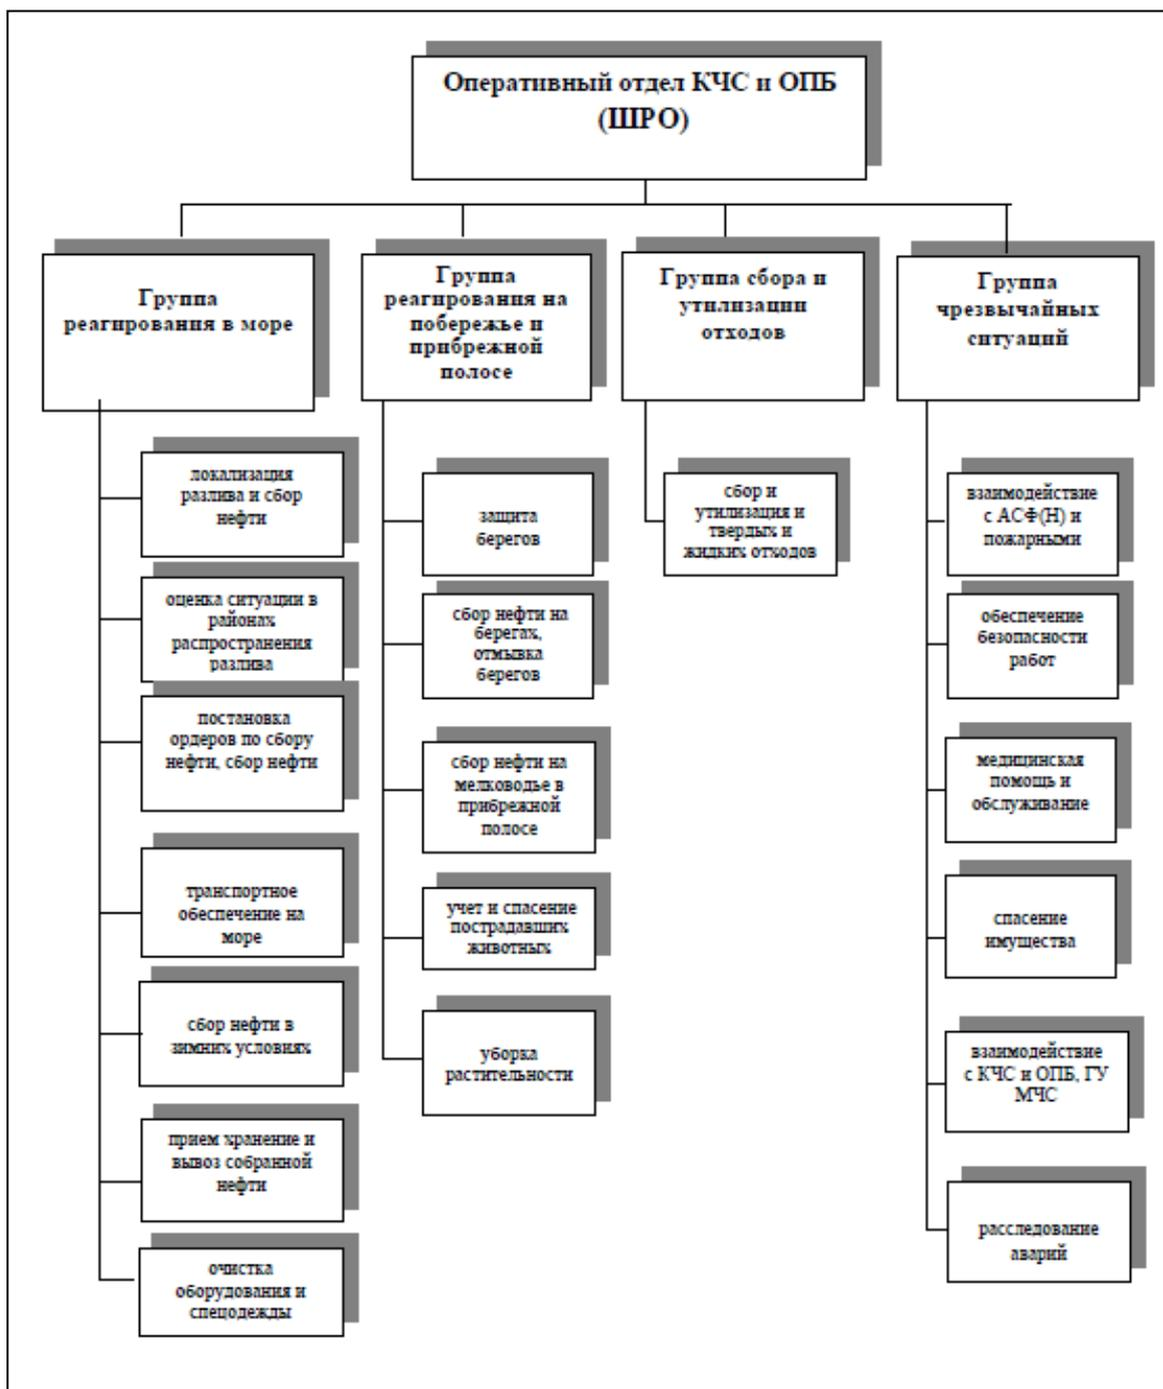 Оперативный отдел КЧС и ОПБ
(ШРО)
Группа
реагирования в море
локализация
разлива и сбор
нефти
оценка ситуации в
районах
распространения
разлива
постановка
ордеров по сбору
нефти, сбор нефти
транспортное
обеспечение на
море
сбор нефти в
зимних условиях
прием хранение и
вывоз собранной
нефти
очистка
оборудования и
спецодежды
Группа
реагирования на
побережье и
прибрежной
полосе
защита
берегов
сбор нефти на
берегах,
отмывка
берегов
сбор нефти на
мелководье в
прибрежной
полосе
учет и спасение
пострадавших
животных
уборка
растительности
Группа сбора и
утилизации
отходов
сбор и
утилизация и
твердых и
жидких отходов
Группа
чрезвычайных
ситуаций
взаимодействие
с АСФ(Н) и
пожарными
обеспечение
безопасности
работ
медицинская
помощь и
обслуживание
спасение
имущества
взаимодействие
с КЧС и ОПБ, ГУ
МЧС
расследование
аварий